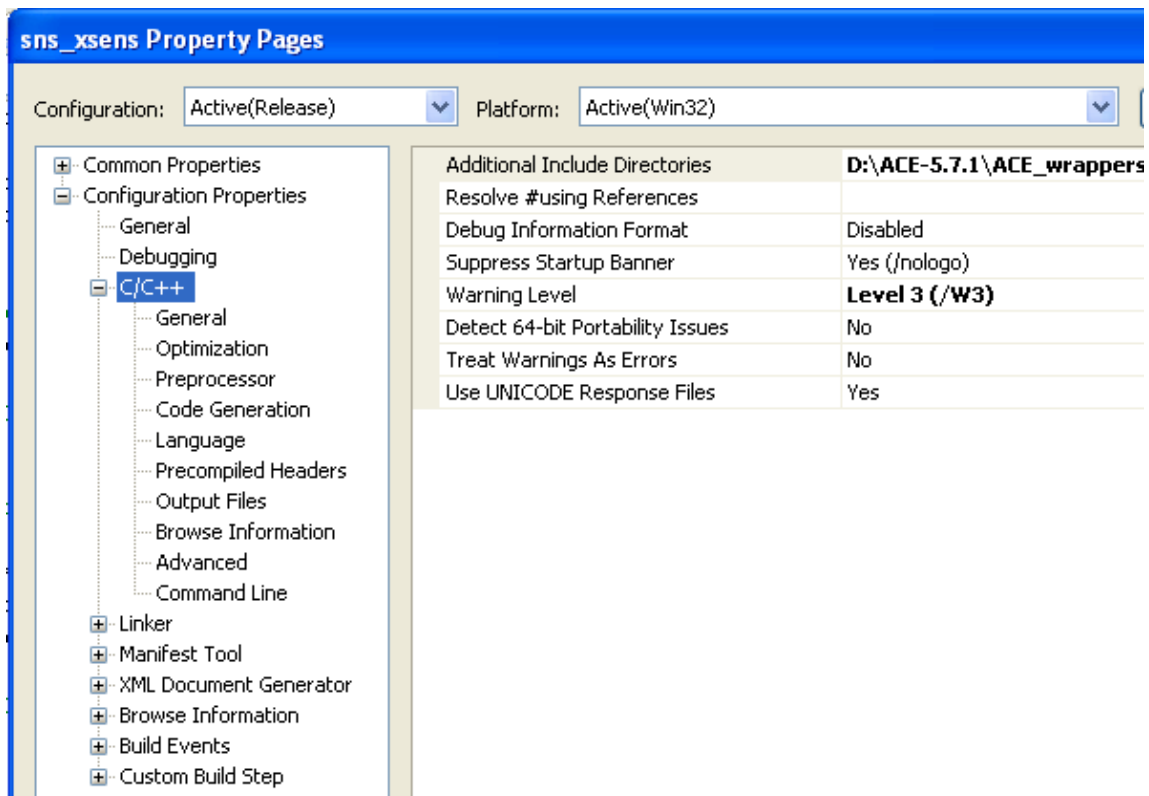 sns_xsens Property Pages
Configuration: Active(Release) Platform: Active(Win32)
Common Properties
Configuration Properties
General
Debugging
C/C++
General
Optimization
Preprocessor
Code Generation
Language
Precompiled Headers
Output Files
Browse Information
Advanced
Command Line
Linker
Manifest Tool
XML Document Generator
Browse Information
Build Events
Custom Build Step
Additional Include Directories D:\ACE-5.7.1\ACE_wrappers
Resolve #using References
Debug Information Format Disabled
Suppress Startup Banner Yes (/nologo)
Warning Level Level 3 (/W3)
Detect 64-bit Portability Issues No
Treat Warnings As Errors No
Use UNICODE Response Files Yes